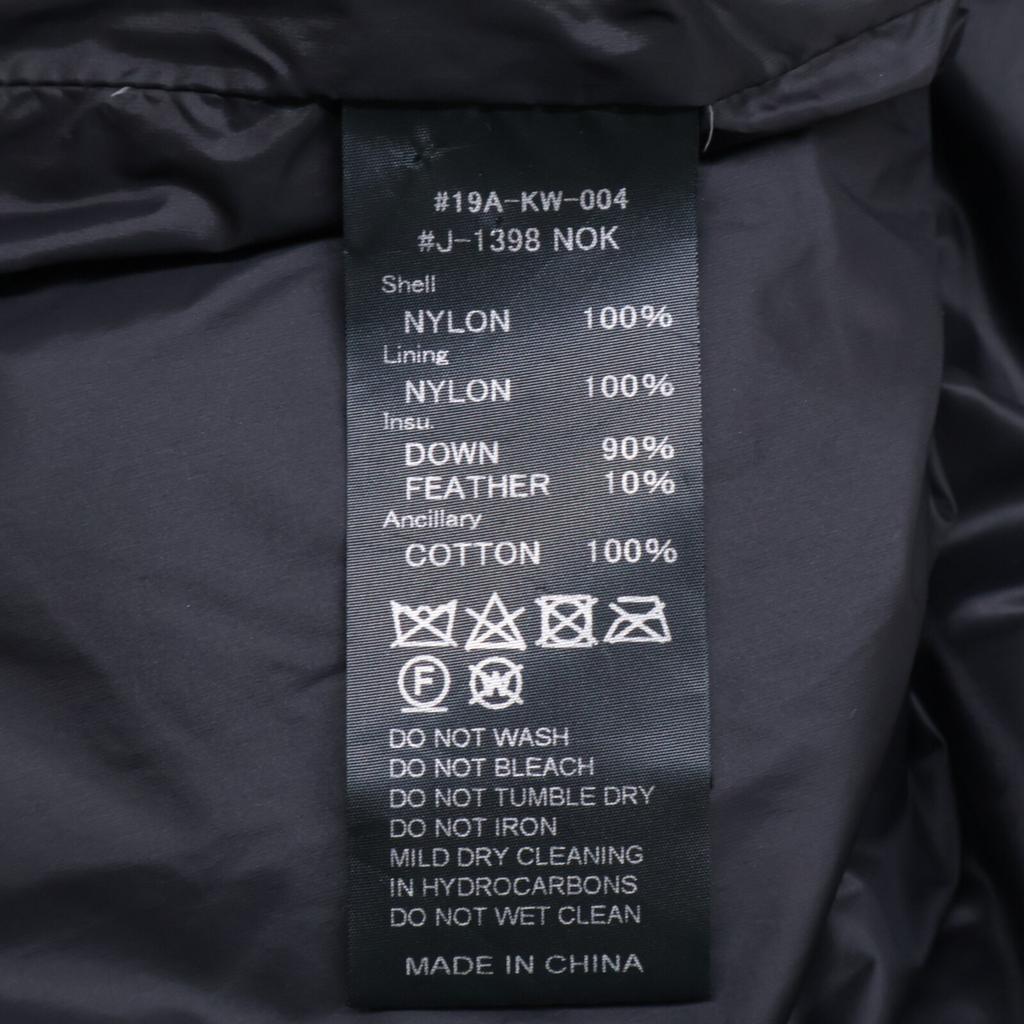 #19A-KW-004
#J-1398 NOK
Shell
NYLON 100%
Lining
NYLON 100%
Insu.
DOWN 90%
FEATHER 10%
Ancillary
COTTON 100%
F W
DO NOT WASH
DO NOT BLEACH
DO NOT TUMBLE DRY
DO NOT IRON
MILD DRY CLEANING
IN HYDROCARBONS
DO NOT WET CLEAN
MADE IN CHINA